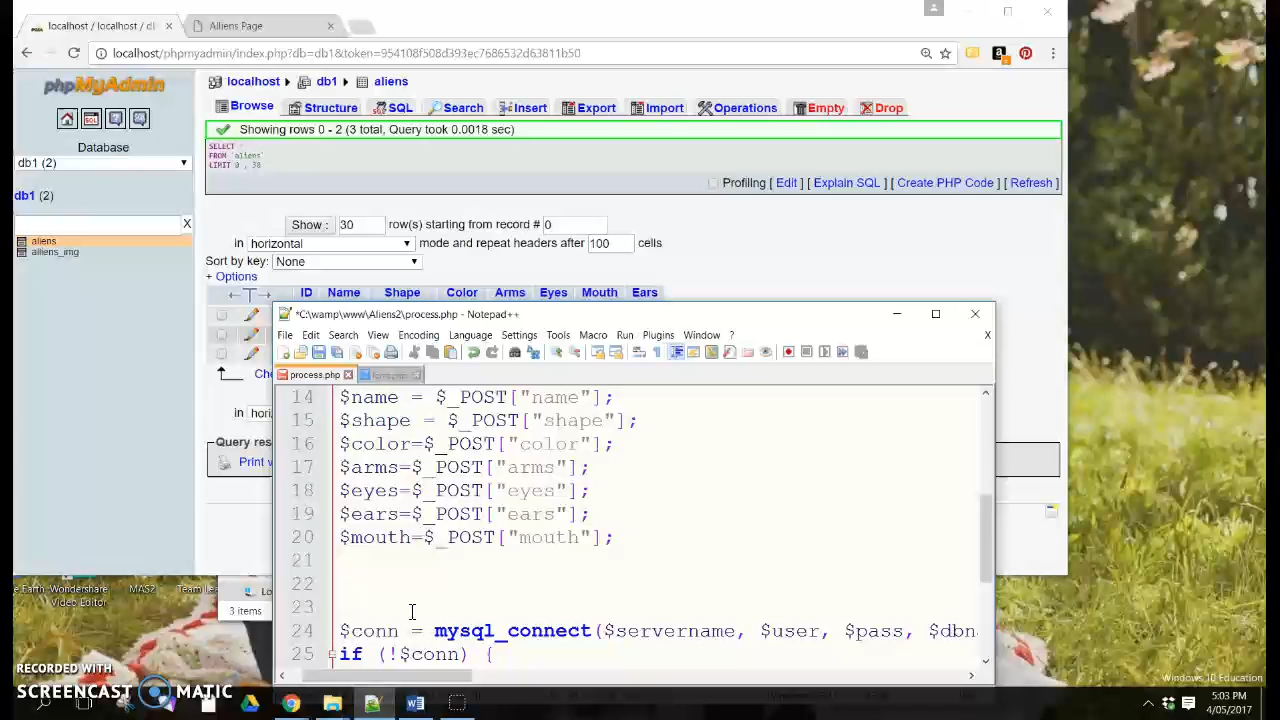 localhost / localhost / d
Alliens Page
localhost/phpmyadmin/index.php?db=db1&token=954108f508d393ec7686532d63811b50
phpMyAdmin
Database
db1 (2)
db1 (2)
X
aliens
alliens_img
localhost db1 aliens
Browse Structure SQL Search Insert Export Import Operations Empty Drop
Showing rows 0 - 2 (3 total, Query took 0.0018 sec)
SELECT *
FROM `aliens`
LIMIT 0 , 30
Profiling [ Edit ] [ Explain SQL ] [ Create PHP Code ] [ Refresh ]
Show : 30 row(s) starting from record # 0
in horizontal mode and repeat headers after 100 cells
Sort by key: None
+ Options
ID Name Shape Color Arms Eyes Mouth Ears
Che
in hori
Query res
Print v
*C:\wamp\www\Aliens2\process.php - Notepad++
File Edit Search View Encoding Language Settings Tools Macro Run Plugins Window ? X
process.php
14 $name = $_POST["name"];
15 $shape = $_POST["shape"];
16 $color=$_POST["color"];
17 $arms=$_POST["arms"];
18 $eyes=$_POST["eyes"];
19 $ears=$_POST["ears"];
20 $mouth=$_POST["mouth"];
21
22
23
24 $conn = mysql_connect($servername, $user, $pass, $dbn
25 if (!$conn) {
e.Earth-Wondershare
Video Editor
MAS2
Team Lea
Lo
3 items
RECORDED WITH
SCREENCAST MATIC
Windows 10 Education
5:03 PM
4/05/2017